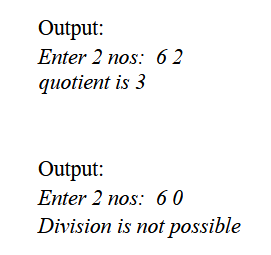 Output:
Enter 2 nos: 6 2
quotient is 3
Output:
Enter 2 nos: 6 0
Division is not possible